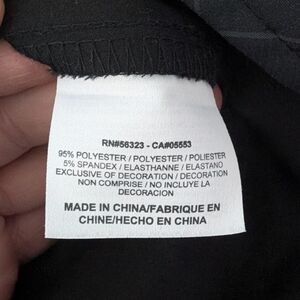 RN#56323 - CA#05553
95% POLYESTER / POLYESTER / POLIESTER
5% SPANDEX / ELASTHANNE / ELASTANO
EXCLUSIVE OF DECORATION / DECORATION
NON COMPRISE / NO INCLUYE LA
DECORACION
MADE IN CHINA/FABRIQUE EN
CHINE/HECHO EN CHINA